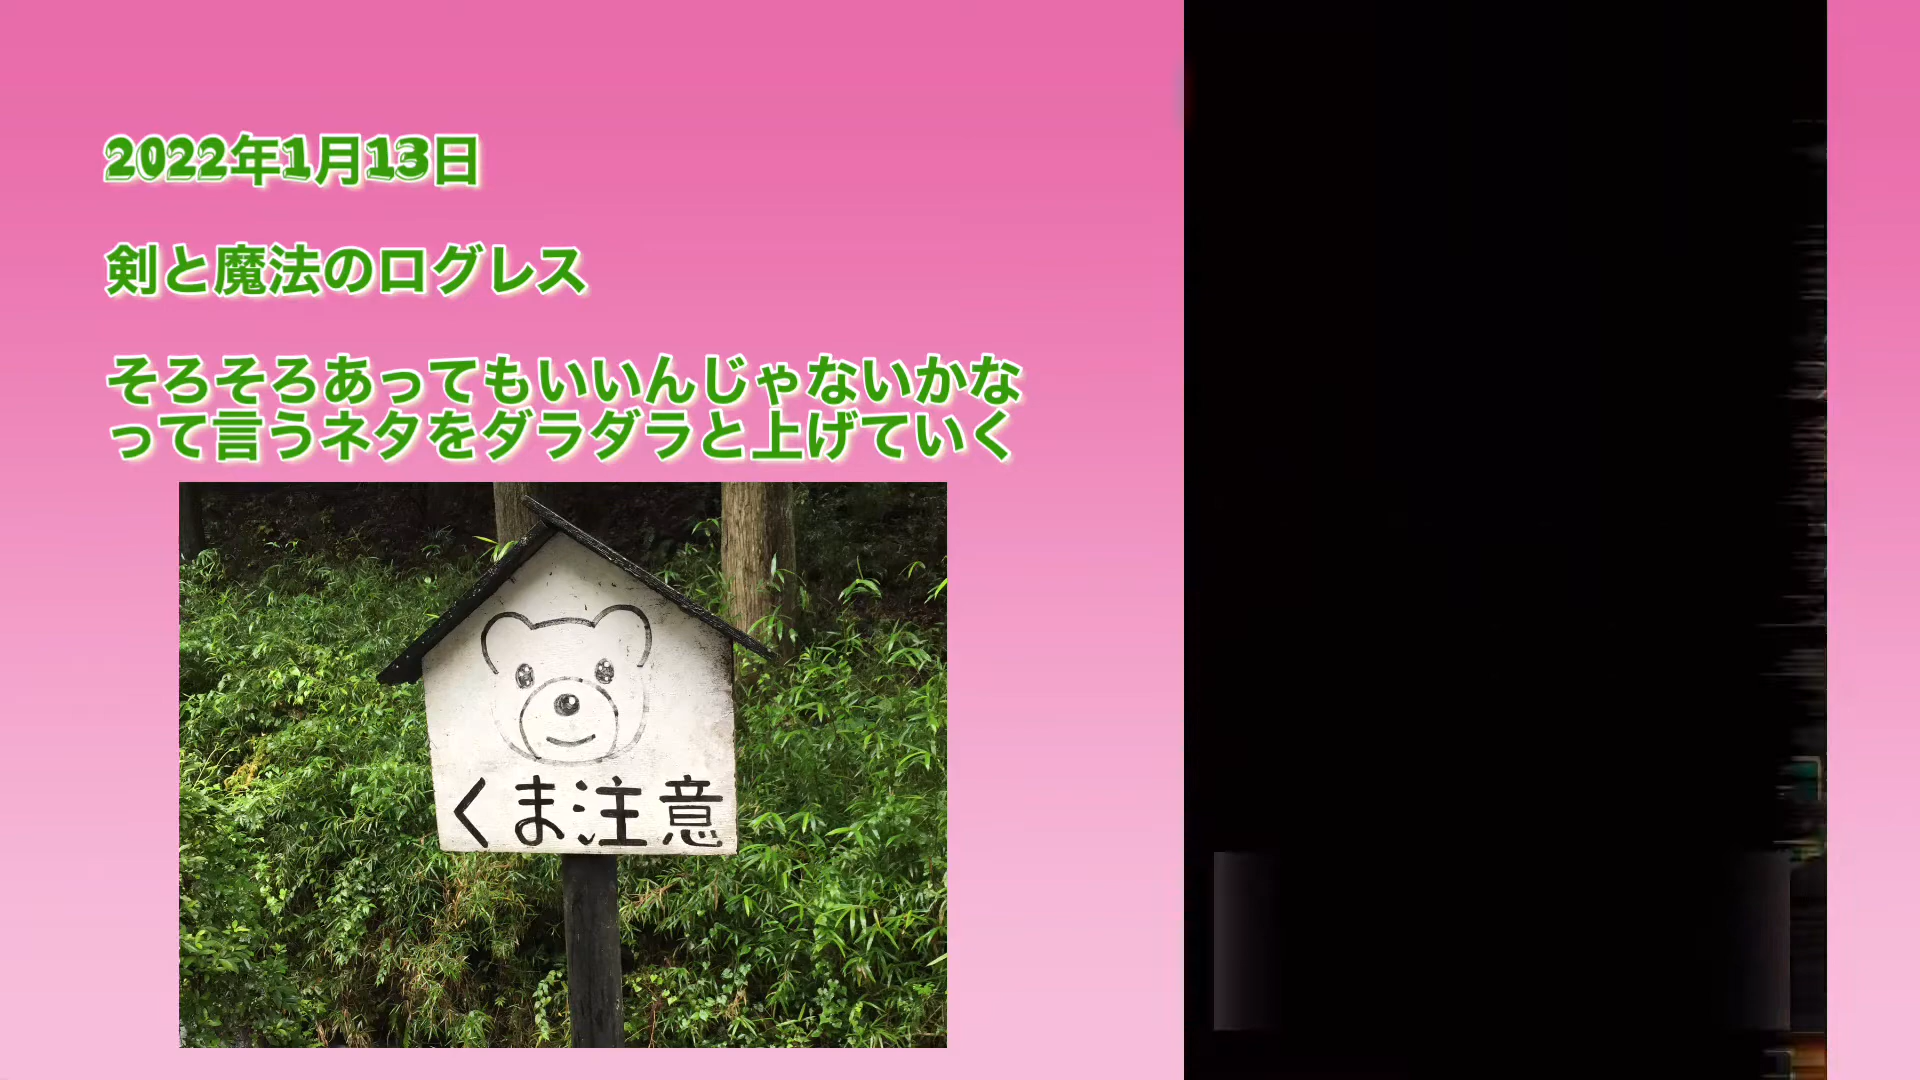 2022年1月13日
剣と魔法のログレス
そろそろあってもいいんじゃないかな
って言うネタをダラダラと上げていく
くま注意